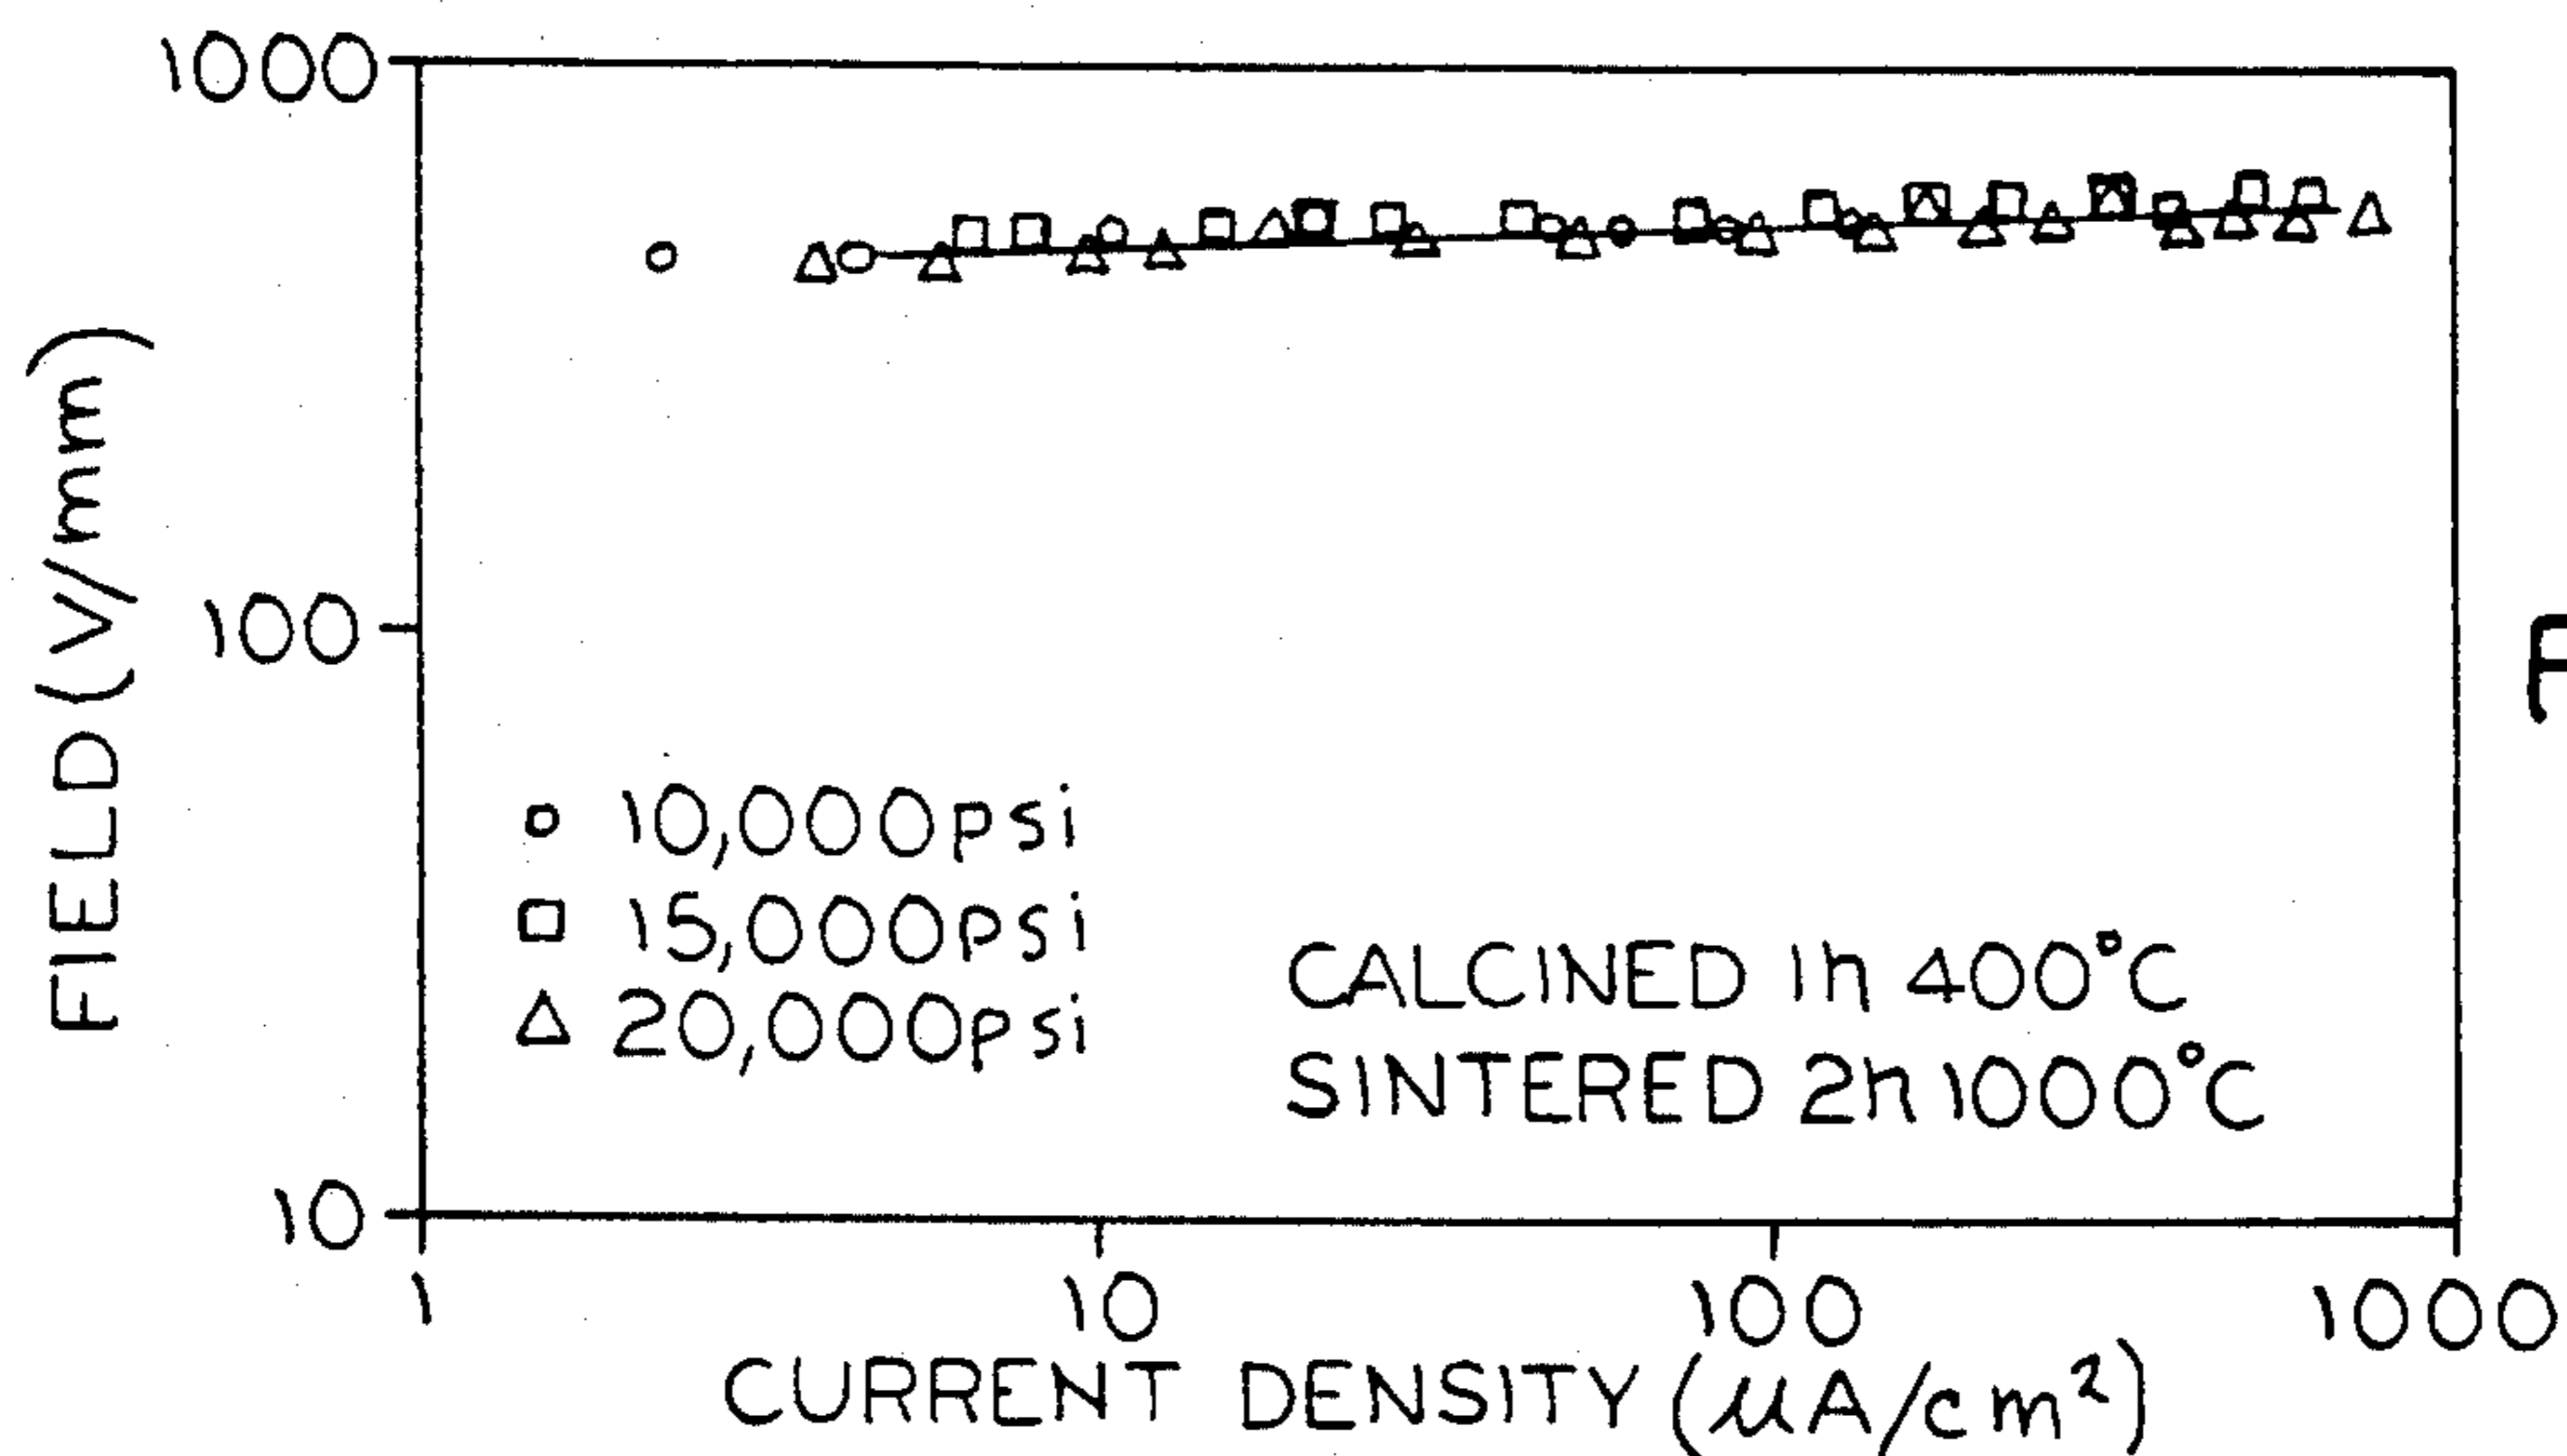 1000
100
10
FIELD (V/mm)
○ 10,000psi
□ 15,000psi
△ 20,000psi
CALCINED 1h 400°C
SINTERED 2h 1000°C
1 10 100 1000
CURRENT DENSITY (μA/cm²)